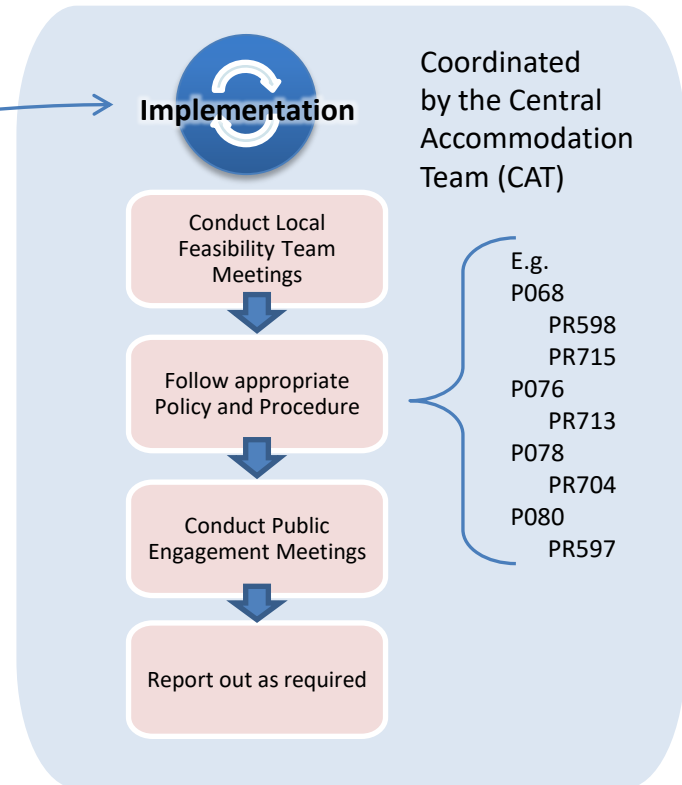 Implementation
Coordinated
by the Central
Accommodation
Team (CAT)
Conduct Local
Feasibility Team
Meetings
Follow appropriate
Policy and Procedure
E.g.
P068
PR598
PR715
P076
PR713
P078
PR704
P080
PR597
Conduct Public
Engagement Meetings
Report out as required